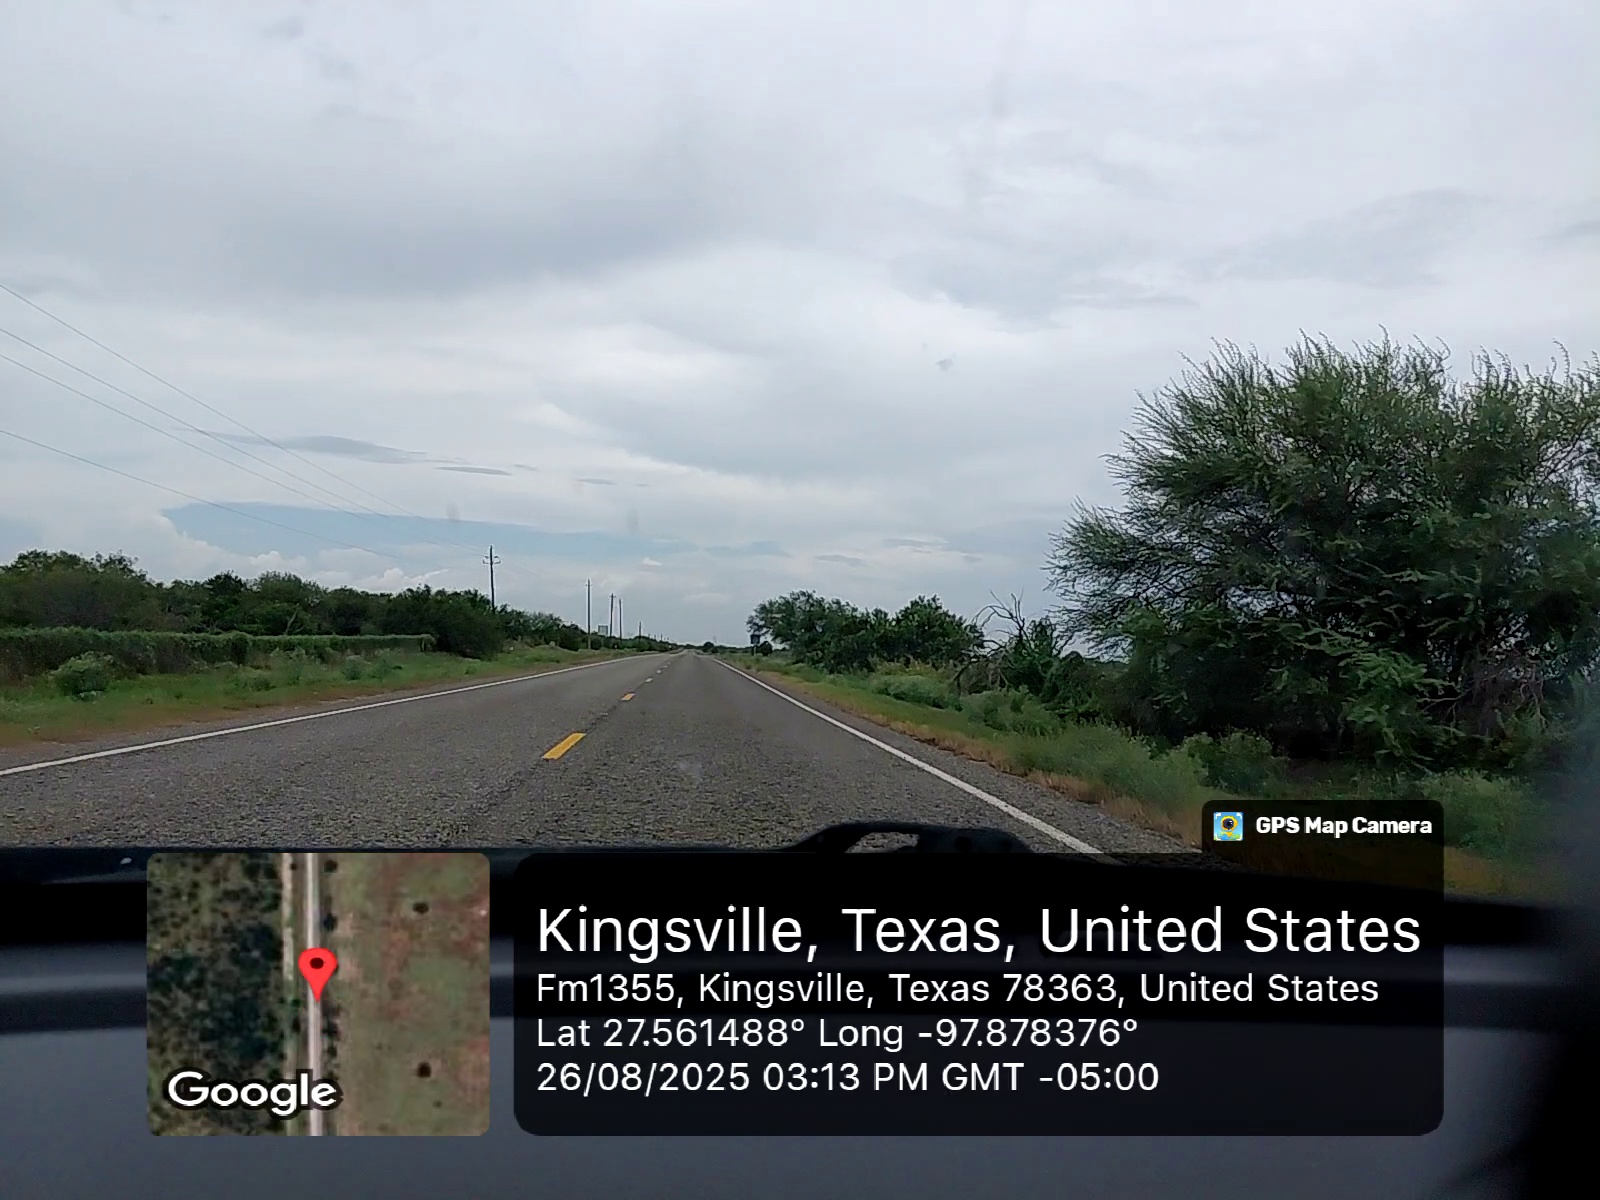 GPS Map Camera
Kingsville, Texas, United States
Fm1355, Kingsville, Texas 78363, United States
Lat 27.561488° Long -97.878376°
26/08/2025 03:13 PM GMT -05:00
Google